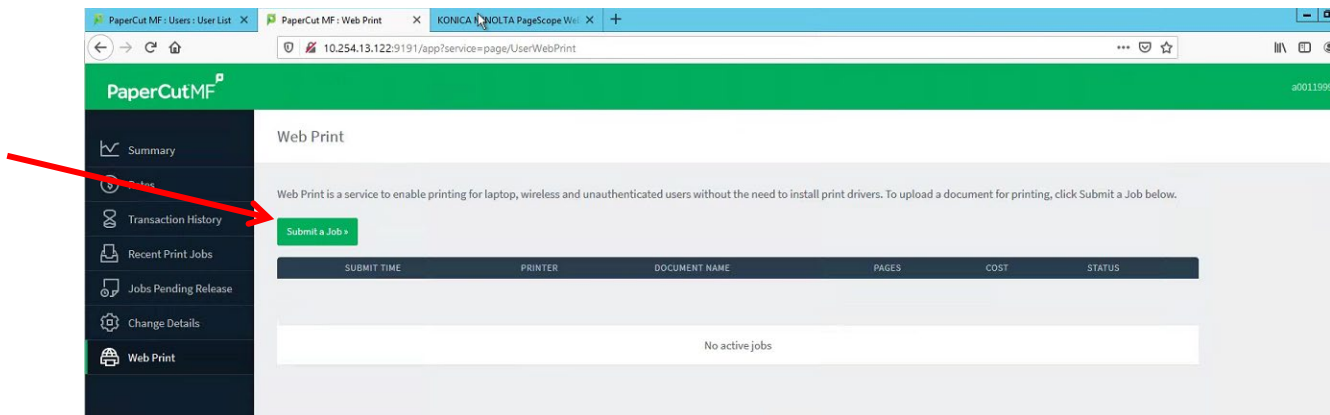 PaperCut MF : Users : User List
PaperCut MF : Web Print
10.254.13.122:9191/app?service=page/UserWebPrint
PaperCutMF
Web Print
Summary
Web Print is a service to enable printing for laptop, wireless and unauthenticated users without the need to install print drivers. To upload a document for printing, click Submit a Job below.
Transaction History
Submit a Job »
Recent Print Jobs
SUBMIT TIME PRINTER DOCUMENT NAME PAGES COST STATUS
Jobs Pending Release
Change Details
No active jobs
Web Print